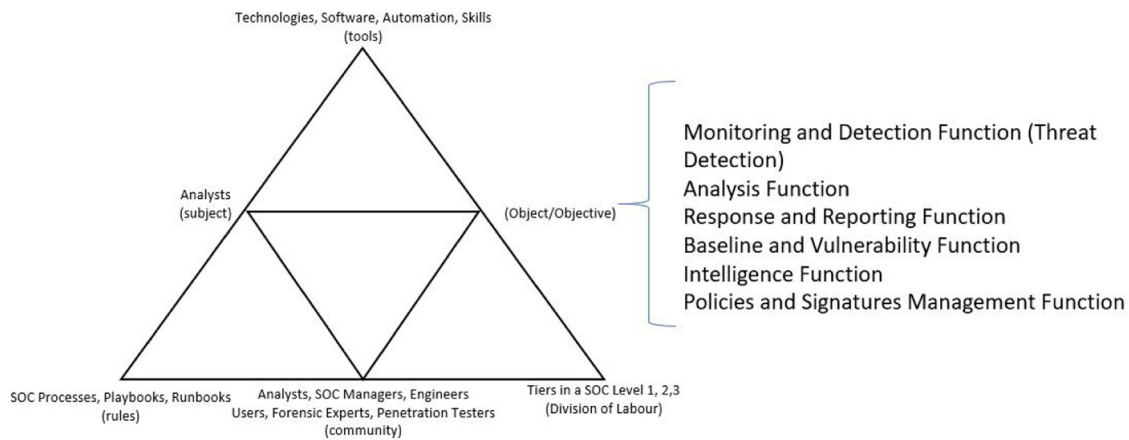 Technologies, Software, Automation, Skills
(tools)
Analysts
(subject)
(Object/Objective)
Monitoring and Detection Function (Threat
Detection)
Analysis Function
Response and Reporting Function
Baseline and Vulnerability Function
Intelligence Function
Policies and Signatures Management Function
SOC Processes, Playbooks, Runbooks
(rules)
Analysts, SOC Managers, Engineers
Users, Forensic Experts, Penetration Testers
(community)
Tiers in a SOC Level 1, 2,3
(Division of Labour)